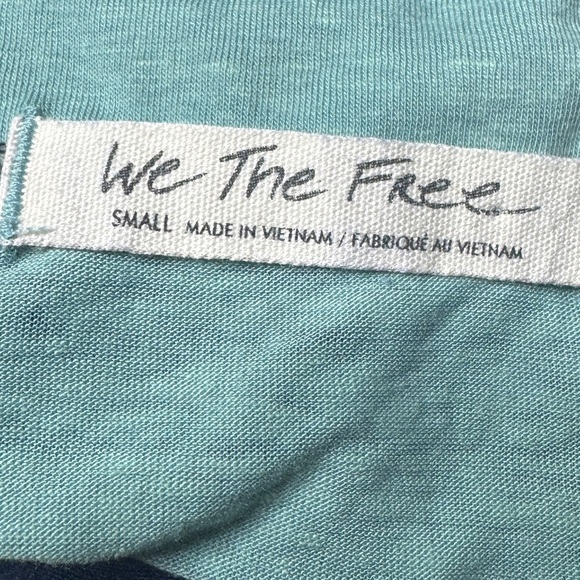 We The Free
SMALL MADE IN VIETNAM / FABRIQUÉ AU VIETNAM